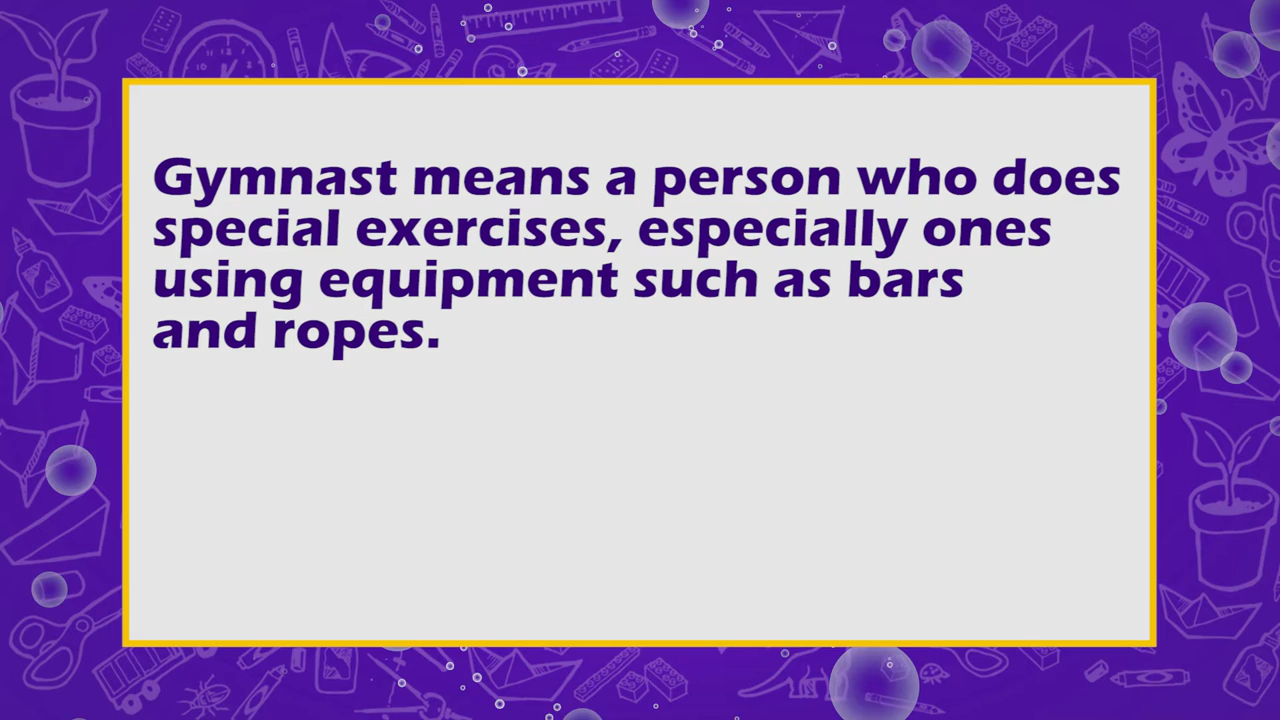 Gymnast means a person who does
special exercises, especially ones
using equipment such as bars
and ropes.